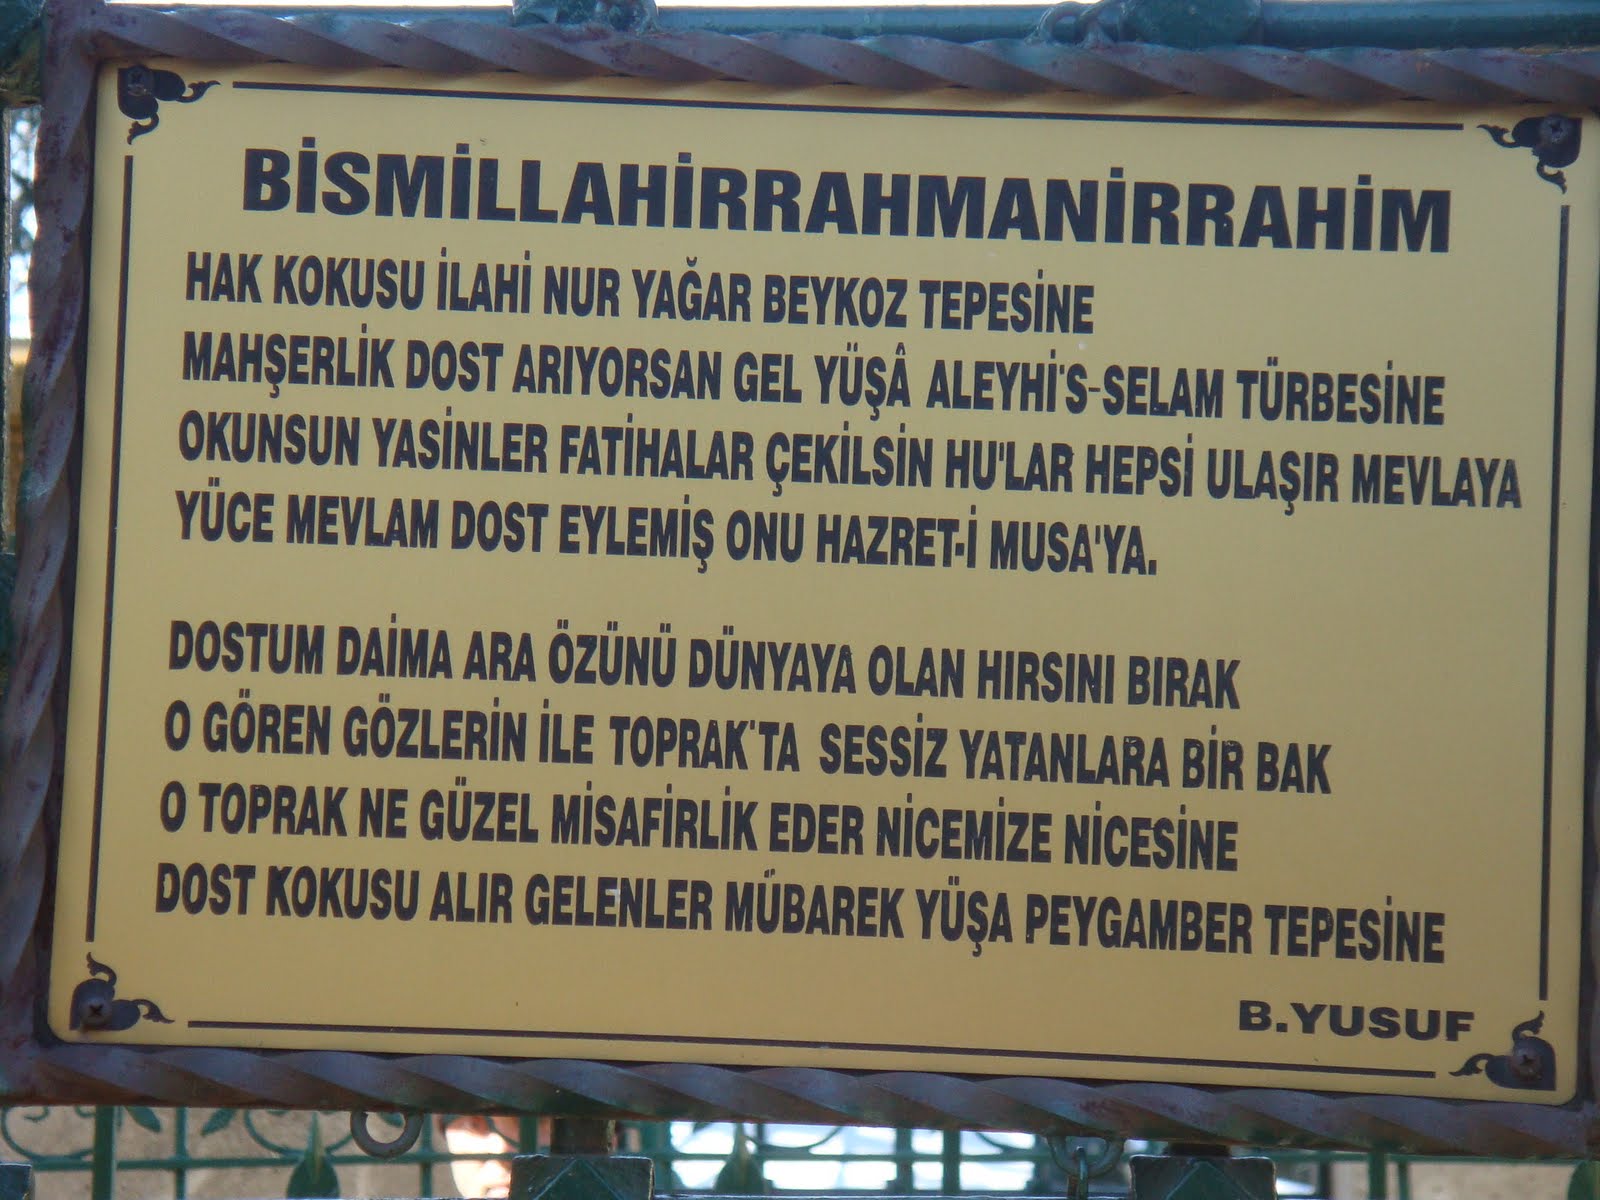 BİSMİLLAHİRRAHMANİRRAHİM
HAK KOKUSU İLAHİ NUR YAĞAR BEYKOZ TEPESİNE
MAHŞERLİK DOST ARIYORSAN GEL YÜŞÂ ALEYHİ'S-SELAM TÜRBESİNE
OKUNSUN YASİNLER FATİHALAR ÇEKİLSİN HU'LAR HEPSİ ULAŞIR MEVLAYA
YÜCE MEVLAM DOST EYLEMİŞ ONU HAZRET-İ MUSA'YA.
DOSTUM DAİMA ARA ÖZÜNÜ DÜNYAYA OLAN HIRSINI BIRAK
O GÖREN GÖZLERİN İLE TOPRAK'TA SESSİZ YATANLARA BİR BAK
O TOPRAK NE GÜZEL MİSAFİRLİK EDER NİCEMİZE NİCESİNE
DOST KOKUSU ALIR GELENLER MÜBAREK YÜŞA PEYGAMBER TEPESİNE
B.YUSUF